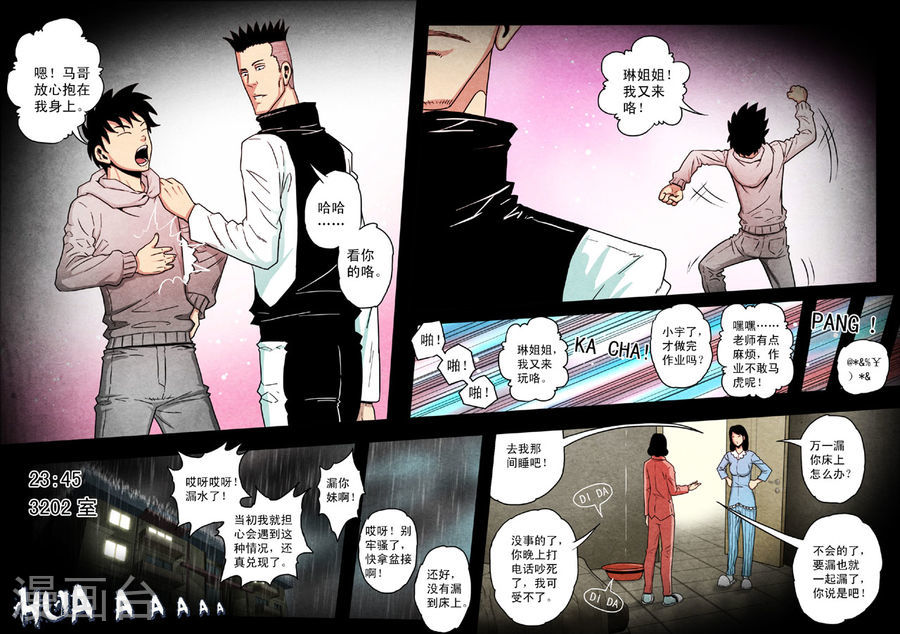 嗯！马哥
放心抱在
我身上。
哈哈
……
看你
的咯。
琳姐姐！
我又来
咯！
啪！
啪！
啪！
琳姐姐，
我又来
玩咯。
KA CHA!
小宇了，
才做完
作业吗？
嘿嘿……
老师有点
麻烦，作
业不敢马
虎呢！
PANG !
@*&%￥
)*&
23:45
3202 室
哎呀哎呀！
漏水了！
漏你
妹啊！
当初我就担
心会遇到这
种情况，还
真兑现了。
哎呀！别
牢骚了，
快拿盆接
啊！
还好，
没有漏
到床上。
去我那
间睡吧！
万一漏
你床上
怎么办？
DI DA
没事的了，
你晚上打
电话吵死
了，我可
受不了。
DI DA
不会的了，
要漏也就
一起漏了，
你说是吧！
HUA A A A A A
漫画台